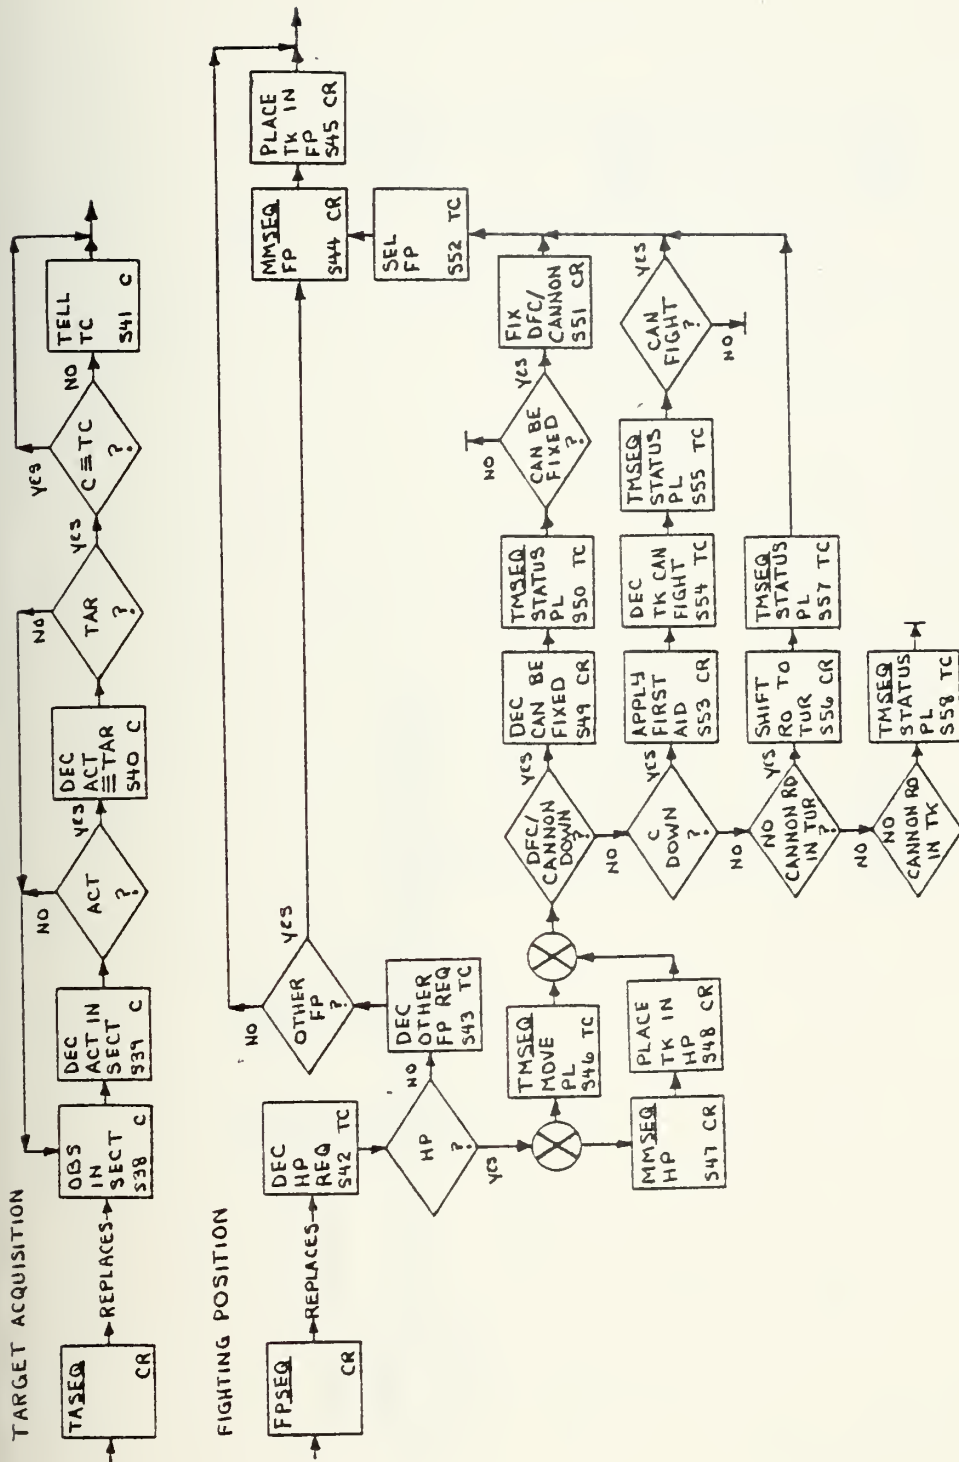 TARGET ACQUISITION
TASEQ
CR
REPLACES
OBS
IN
SECT
S38 C
DEC
ACT IN
SECT
S39 C
ACT
?
NO
YES
DEC
ACT
≡TAR
S40 C
TAR
?
NO
YES
C≡TC
?
YES
NO
TELL
TC
S41 C
FIGHTING POSITION
FPSEQ
CR
REPLACES
DEC
HP
REQ
S42 TC
HP
?
NO
YES
DEC
OTHER
FP REQ
S43 TC
OTHER
FP
?
NO
YES
MMSEQ
FP
S44 CR
PLACE
TK IN
FP
S45 CR
TMSEQ
MOVE
PL
S46 TC
MMSEQ
HP
S47 CR
PLACE
TK IN
HP
S48 CR
DFC/
CANNON
DOWN
?
YES
NO
DEC
CAN BE
FIXED
S49 CR
TMSEQ
STATUS
PL
S50 TC
CAN BE
FIXED
?
NO
YES
FIX
DFC/
CANNON
S51 CR
SEL
FP
S52 TC
C
DOWN
?
YES
NO
APPLY
FIRST
AID
S53 CR
DEC
TK CAN
FIGHT
S54 TC
TMSEQ
STATUS
PL
S55 TC
CAN
FIGHT
?
YES
NO
NO
CANNON RD
IN TUR
?
YES
NO
SHIFT
RD TO
TUR
S56 CR
TMSEQ
STATUS
PL
S57 TC
NO
CANNON RD
IN TK
TMSEQ
STATUS
PL
S58 TC